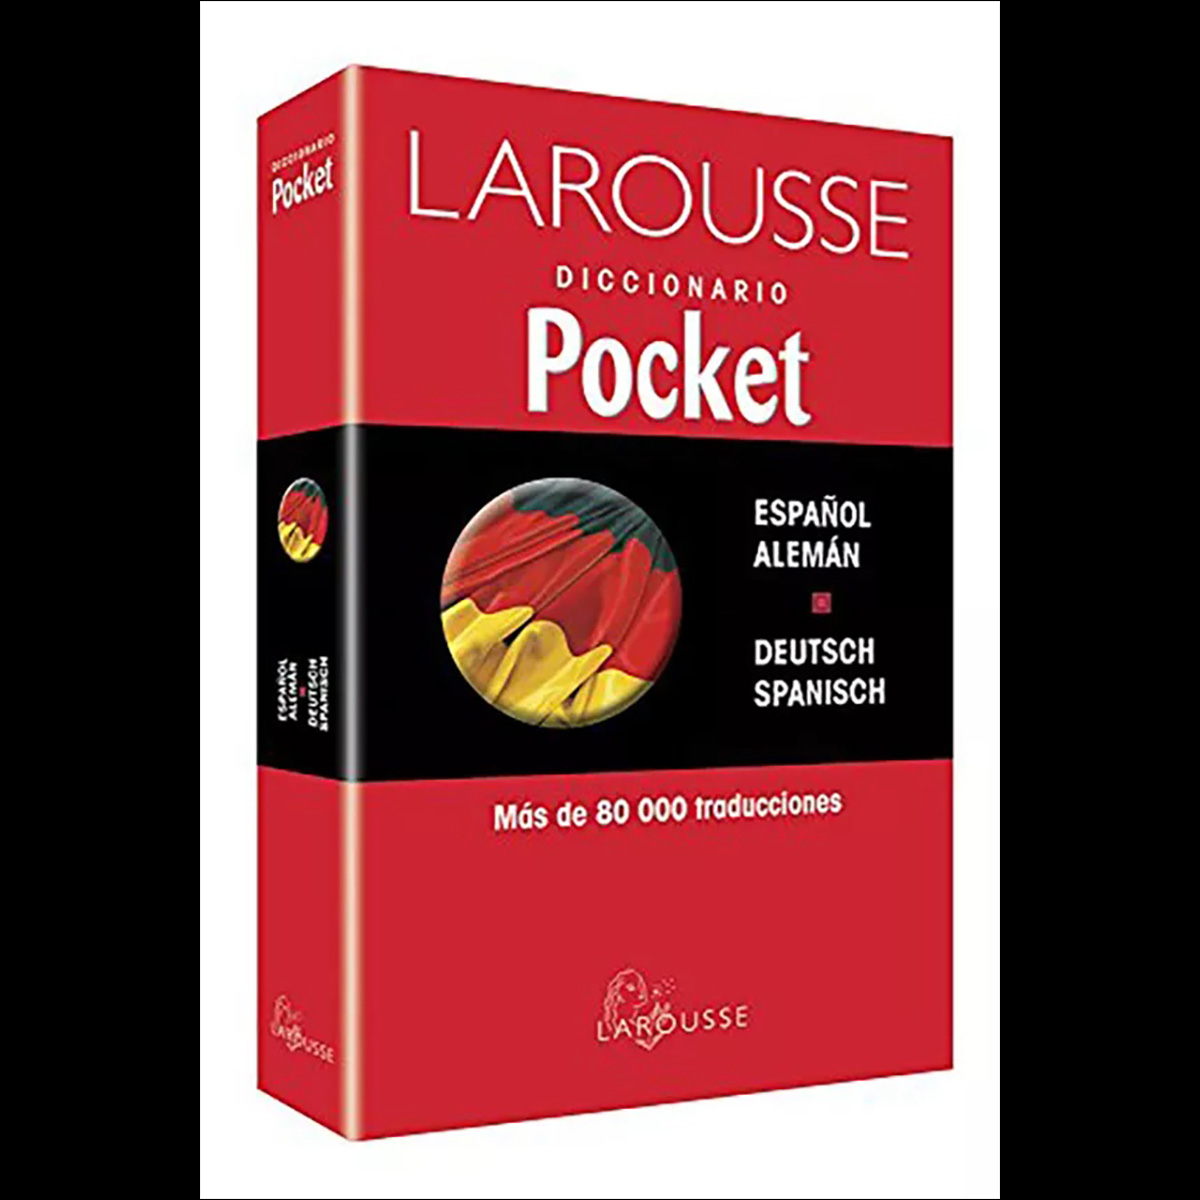 DICCIONARIO
Pocket
ESPAÑOL
ALEMÁN
DEUTSCH
SPANISCH
LAROUSSE
LAROUSSE
DICCIONARIO
Pocket
ESPAÑOL
ALEMÁN
DEUTSCH
SPANISCH
Más de 80 000 traducciones
LAROUSSE